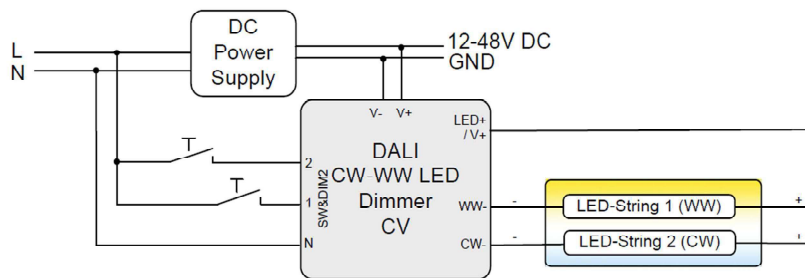 DC
Power
Supply
L
N
12-48V DC
GND
V- V+
LED+
/ V+
DALI
CW-WW LED
Dimmer
CV
SW&DIM2
2
1
N
WW-
CW-
T
T
- LED-String 1 (WW) +
- LED-String 2 (CW) +